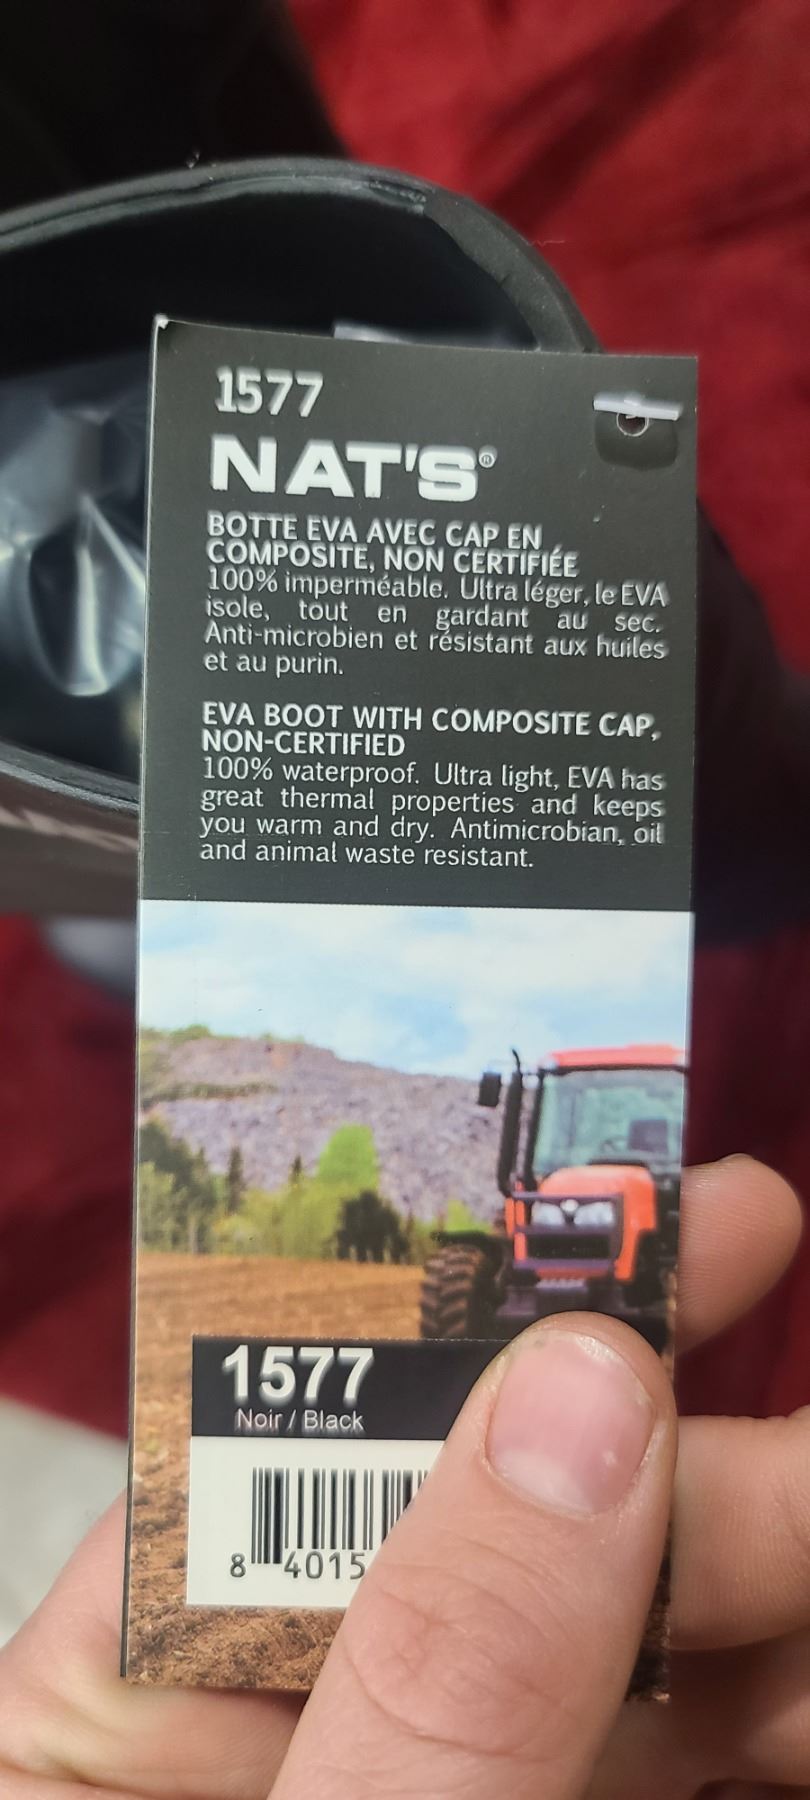 1577
NAT'S®
BOTTE EVA AVEC CAP EN
COMPOSITE, NON CERTIFIÉE
100% imperméable. Ultra léger, le EVA
isole, tout en gardant au sec.
Anti-microbien et résistant aux huiles
et au purin.
EVA BOOT WITH COMPOSITE CAP,
NON-CERTIFIED
100% waterproof. Ultra light, EVA has
great thermal properties and keeps
you warm and dry. Antimicrobian, oil
and animal waste resistant.
1577
Noir / Black
8 4015